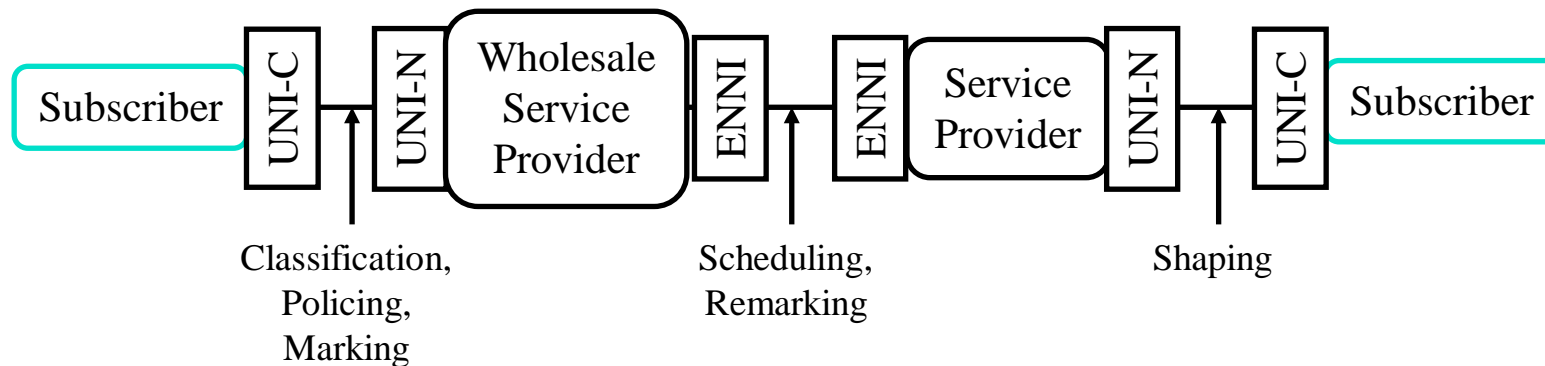 Subscriber
UNI-C
UNI-N
Wholesale
Service
Provider
ENNI
ENNI
Service
Provider
UNI-N
UNI-C
Subscriber
Classification,
Policing,
Marking
Scheduling,
Remarking
Shaping